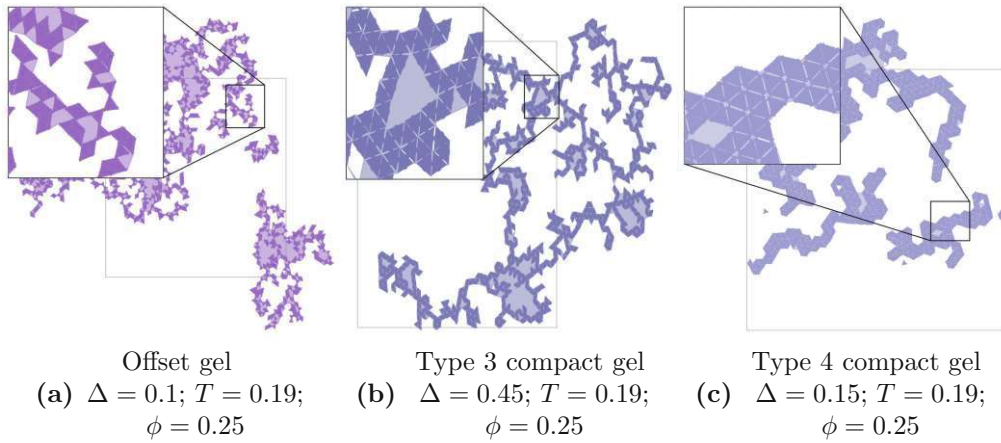 Offset gel
(a) Δ = 0.1; T = 0.19;
ϕ = 0.25
Type 3 compact gel
(b) Δ = 0.45; T = 0.19;
ϕ = 0.25
Type 4 compact gel
(c) Δ = 0.15; T = 0.19;
ϕ = 0.25